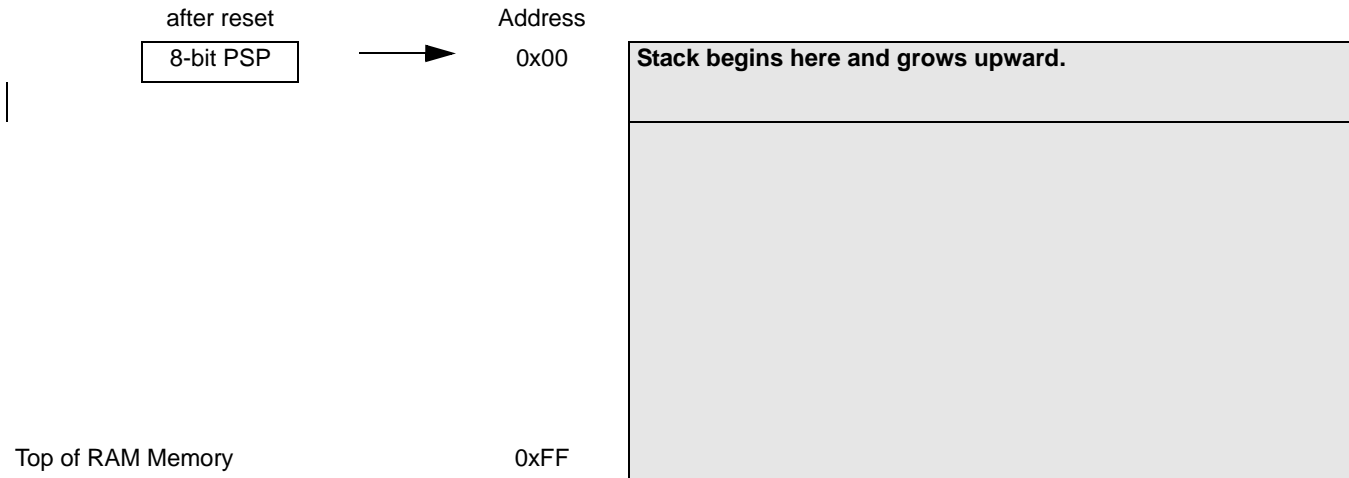 after reset Address
8-bit PSP 0x00 Stack begins here and grows upward.
Top of RAM Memory 0xFF